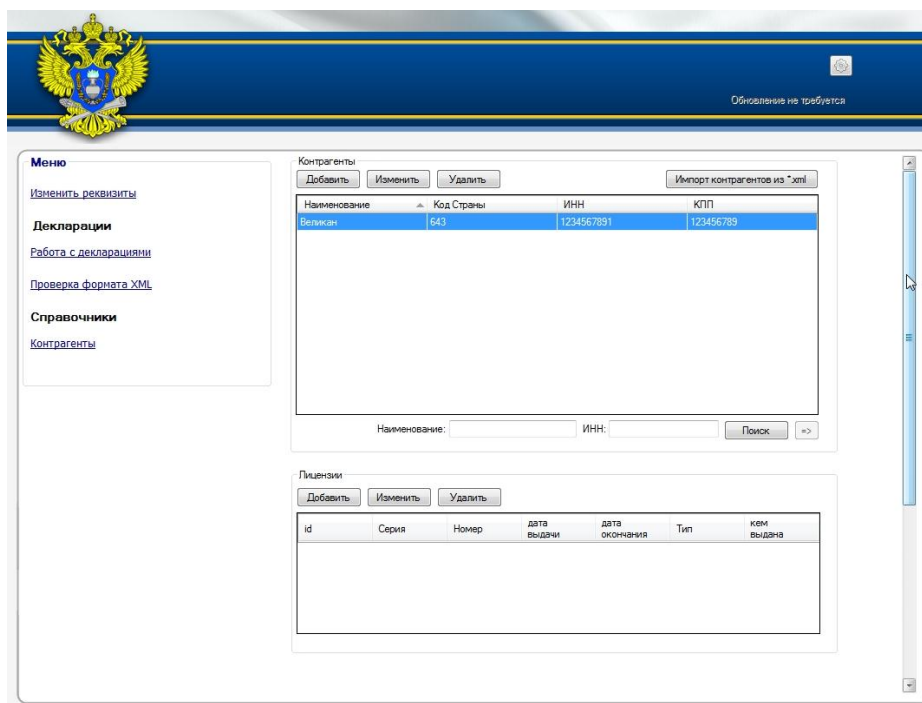 Обновление не требуется
Меню
Изменить реквизиты
Декларации
Работа с декларациями
Проверка формата XML
Справочники
Контрагенты
Контрагенты
Добавить Изменить Удалить Импорт контрагентов из *.xml
Наименование Код Страны ИНН КПП
Великан 643 1234567891 123456789
Наименование: ИНН: Поиск =>
Лицензии
Добавить Изменить Удалить
id Серия Номер дата выдачи дата окончания Тип кем выдана